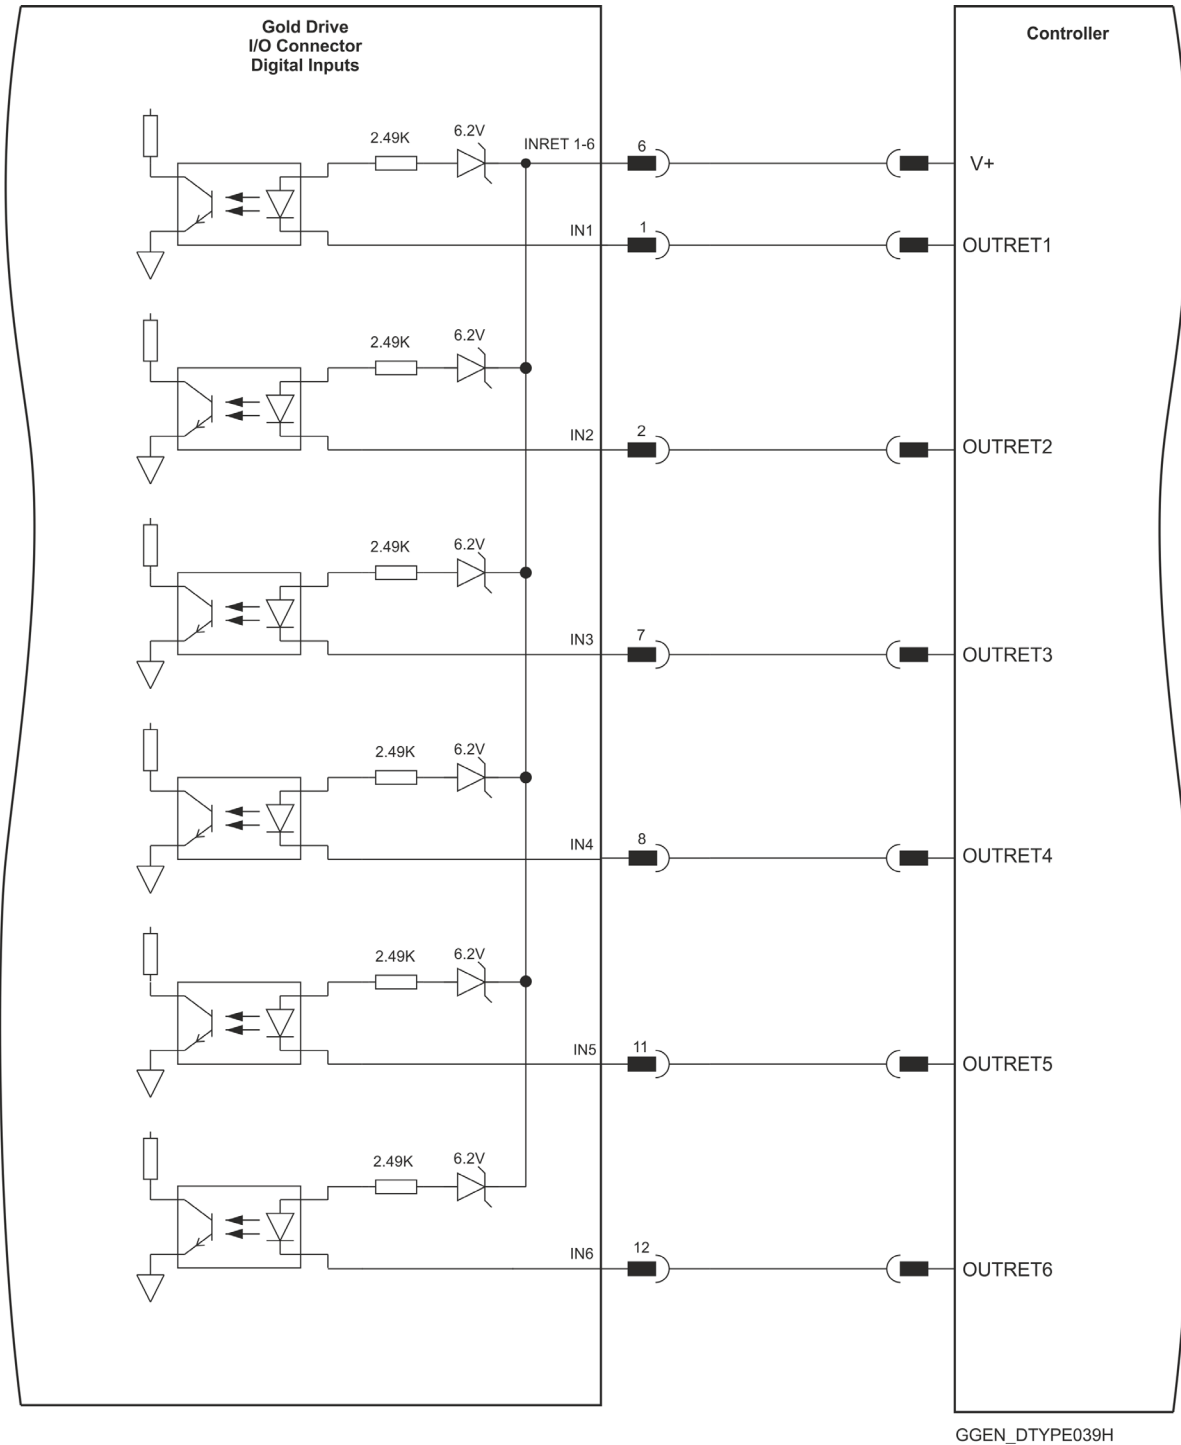 Gold Drive
I/O Connector
Digital Inputs
Controller
2.49K
6.2V
INRET 1-6
6
V+
IN1
1
OUTRET1
2.49K
6.2V
IN2
2
OUTRET2
2.49K
6.2V
IN3
7
OUTRET3
2.49K
6.2V
IN4
8
OUTRET4
2.49K
6.2V
IN5
11
OUTRET5
2.49K
6.2V
IN6
12
OUTRET6
GGEN_DTYPE039H